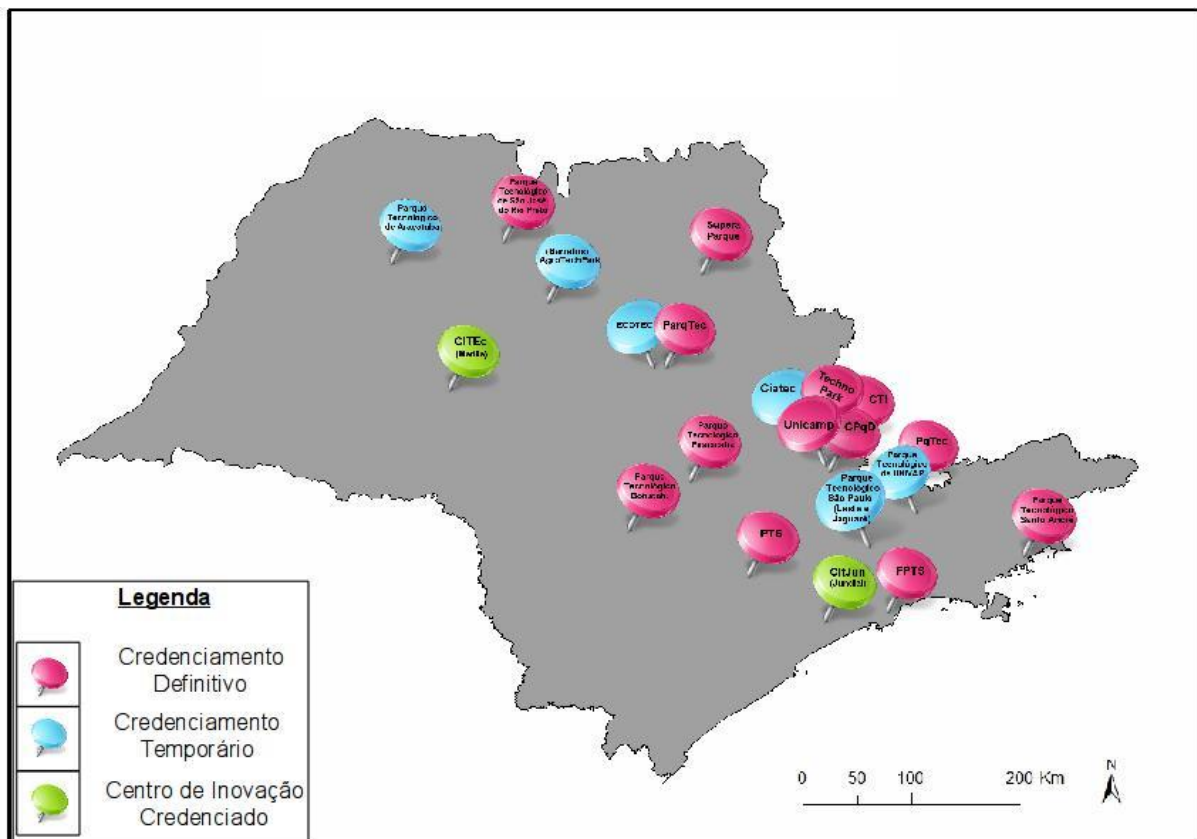 Parque
Tecnológico
de São José
do Rio Preto
Parque
Tecnológico
de Araçatuba
Supera
Parque
AgroTechPark
ECOTEC
ParqTec
CITEc
(Marília)
Ciatec
Techno
Park
CTI
Unicamp
CPqD
Parque
Tecnológico
Piracicaba
PqTec
Parque
Tecnológico
da UNIVAP
Parque
Tecnológico
Botucatu
Parque
Tecnológico
São Paulo
(Leste e
Jaguaré)
Parque
Tecnológico
Santo André
PTS
CitJun
(Jundiaí)
FPTS
Legenda
Credenciamento
Definitivo
Credenciamento
Temporário
Centro de Inovação
Credenciado
0 50 100 200 Km
N